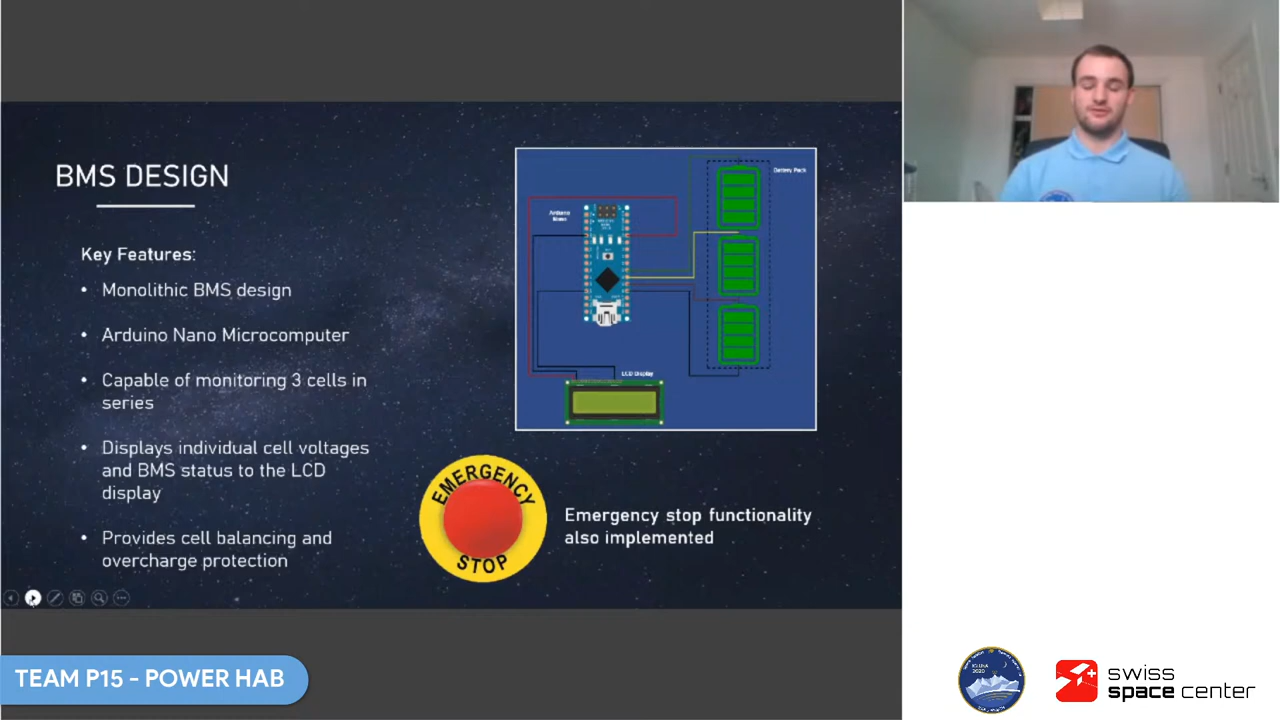 BMS DESIGN
Key Features:
• Monolithic BMS design
• Arduino Nano Microcomputer
• Capable of monitoring 3 cells in
series
• Displays individual cell voltages
and BMS status to the LCD
display
• Provides cell balancing and
overcharge protection
Battery Pack
Arduino
Nano
LCD Display
EMERGENCY
STOP
Emergency stop functionality
also implemented
TEAM P15 - POWER HAB
IGLUNA
2020
swiss
space center